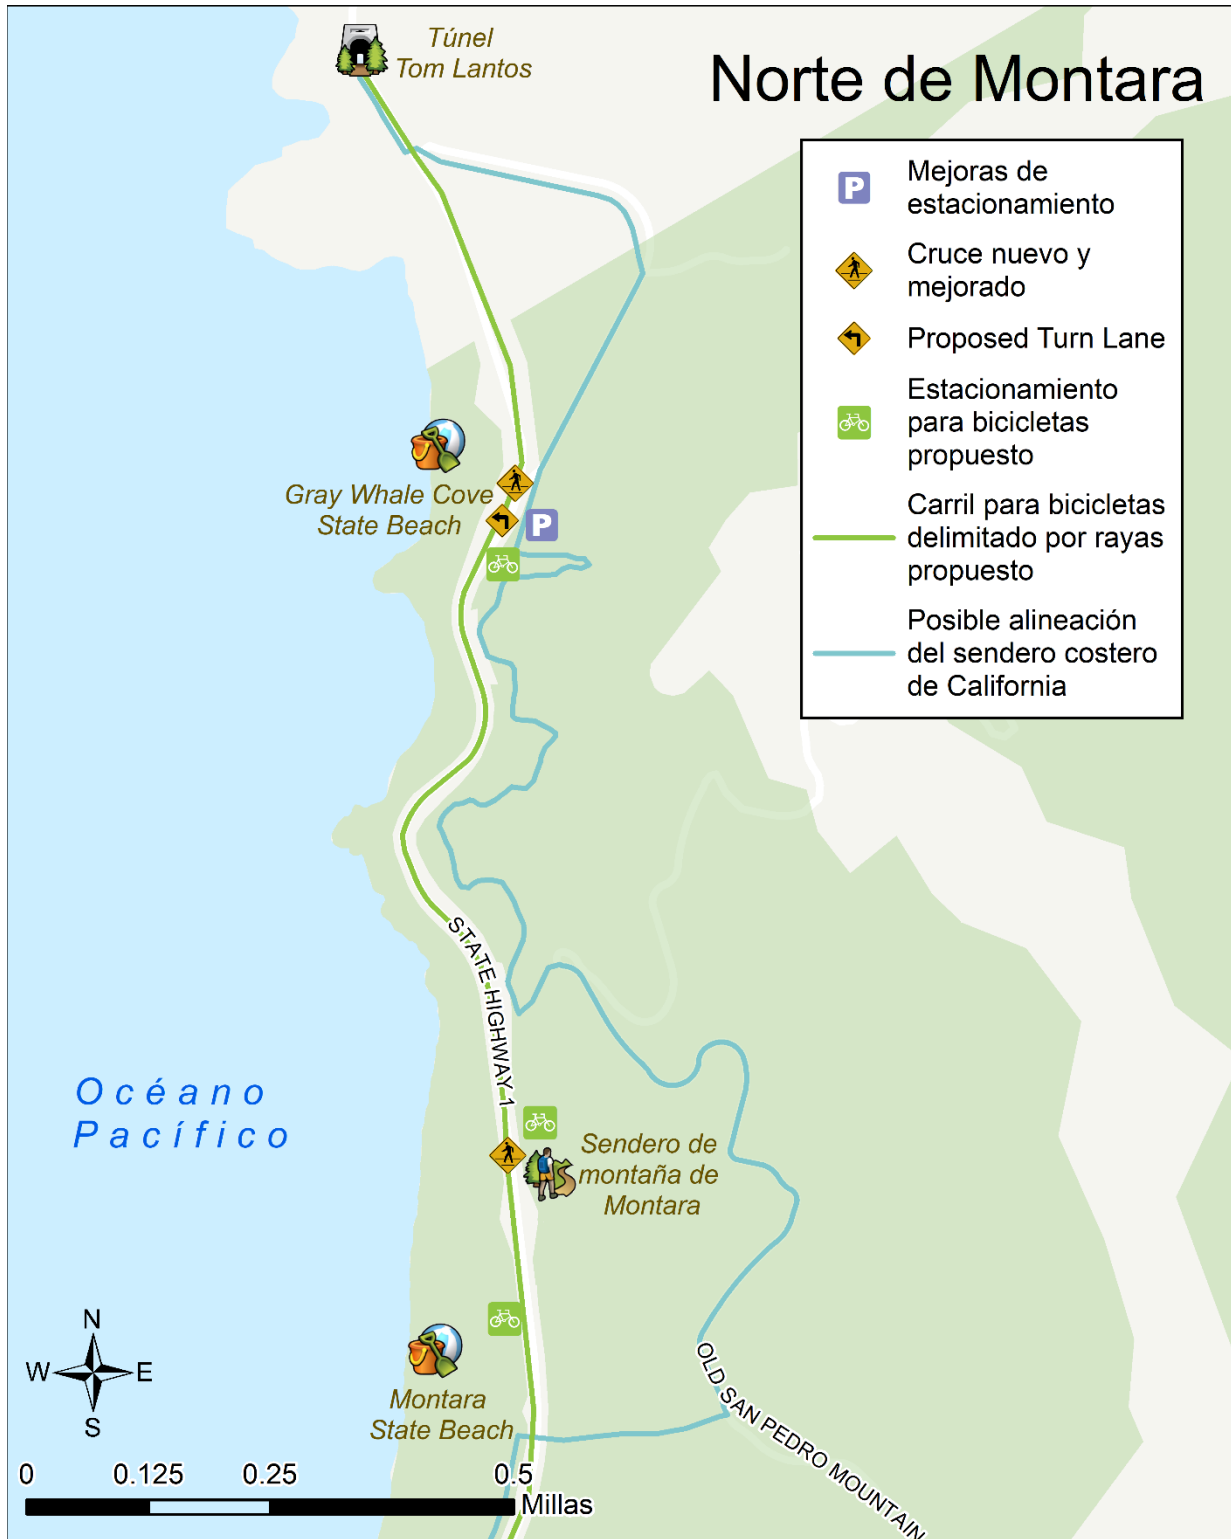 Túnel
Tom Lantos
Norte de Montara
P
Mejoras de
estacionamiento
Cruce nuevo y
mejorado
Proposed Turn Lane
Estacionamiento
para bicicletas
propuesto
Carril para bicicletas
delimitado por rayas
propuesto
Posible alineación
del sendero costero
de California
Gray Whale Cove
State Beach
P
STATE HIGHWAY 1
Océano
Pacífico
Sendero de
montaña de
Montara
N
W E
S
Montara
State Beach
OLD SAN PEDRO MOUNTAIN
0 0.125 0.25 0.5
Millas